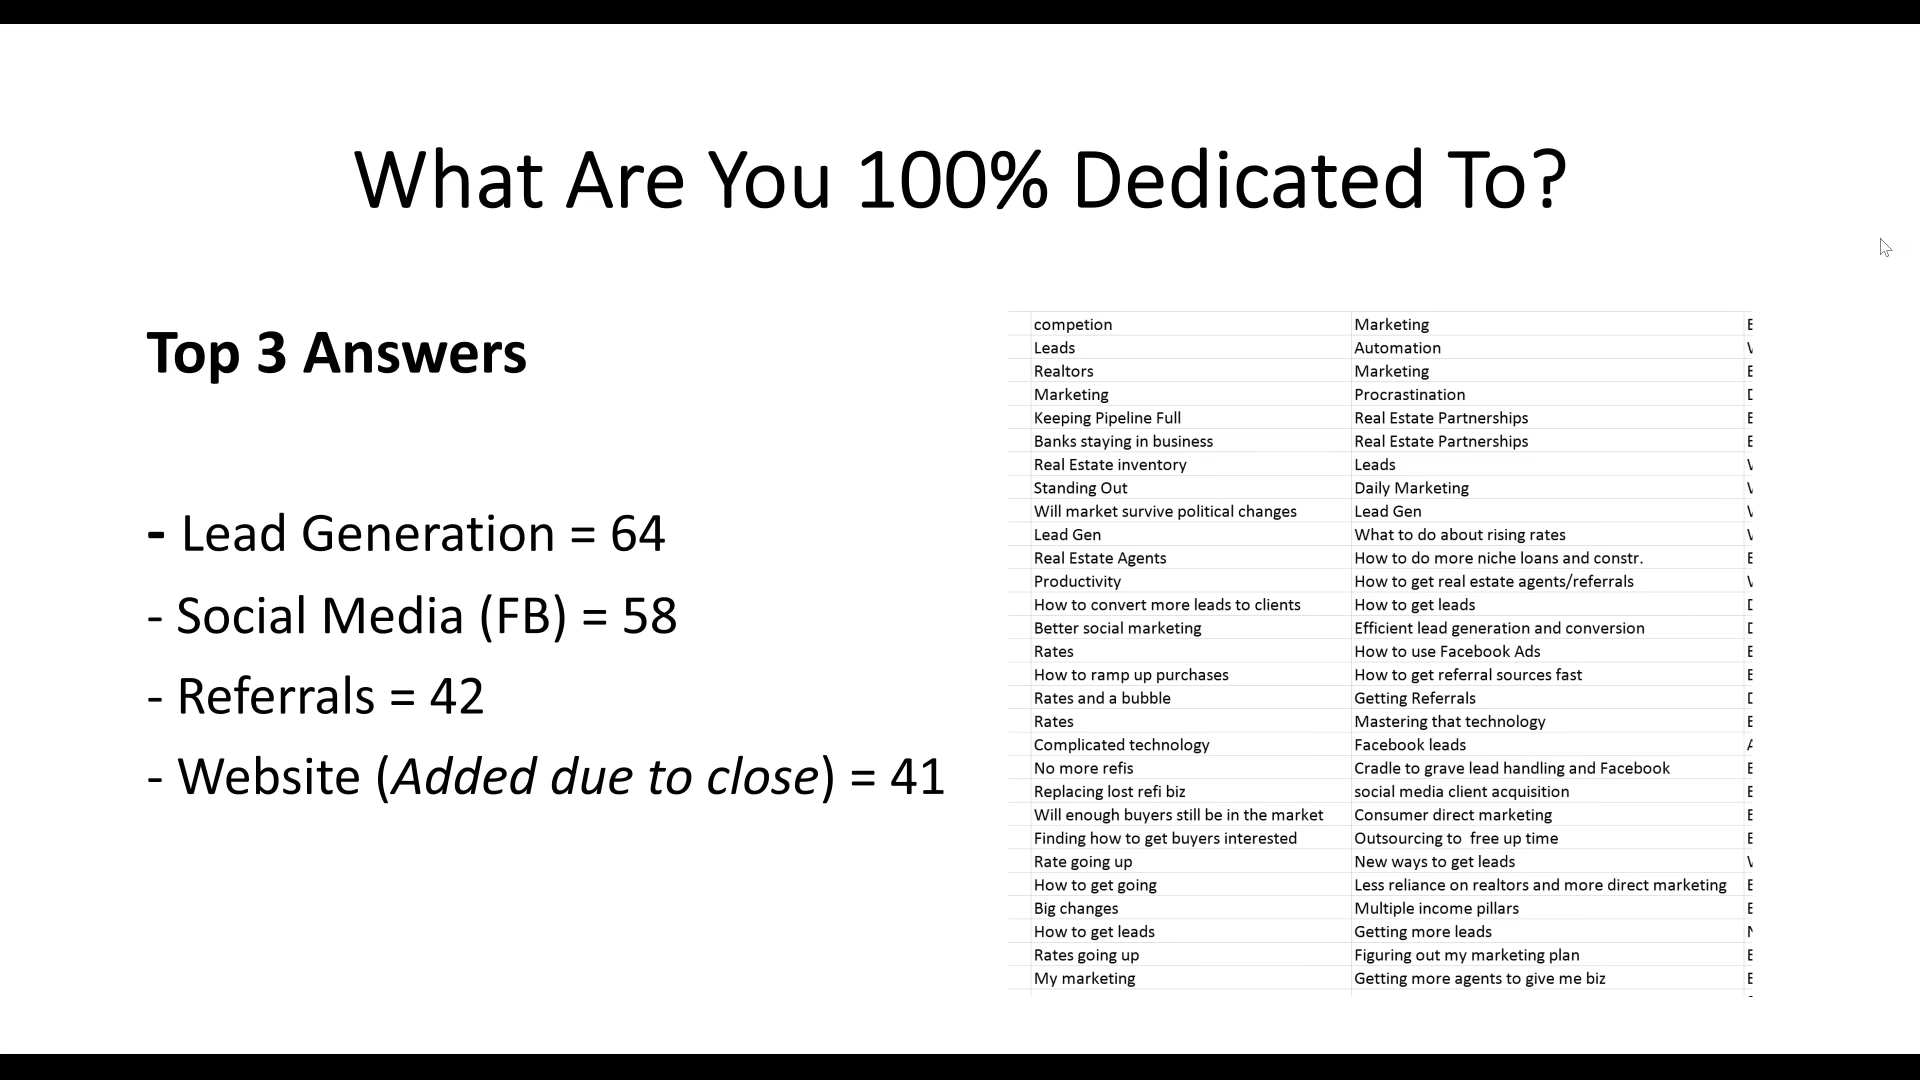 What Are You 100% Dedicated To?
Top 3 Answers
- Lead Generation = 64
- Social Media (FB) = 58
- Referrals = 42
- Website (Added due to close) = 41
competion Marketing
Leads Automation
Realtors Marketing
Marketing Procrastination
Keeping Pipeline Full Real Estate Partnerships
Banks staying in business Real Estate Partnerships
Real Estate inventory Leads
Standing Out Daily Marketing
Will market survive political changes Lead Gen
Lead Gen What to do about rising rates
Real Estate Agents How to do more niche loans and constr.
Productivity How to get real estate agents/referrals
How to convert more leads to clients How to get leads
Better social marketing Efficient lead generation and conversion
Rates How to use Facebook Ads
How to ramp up purchases How to get referral sources fast
Rates and a bubble Getting Referrals
Rates Mastering that technology
Complicated technology Facebook leads
No more refis Cradle to grave lead handling and Facebook
Replacing lost refi biz social media client acquisition
Will enough buyers still be in the market Consumer direct marketing
Finding how to get buyers interested Outsourcing to  free up time
Rate going up New ways to get leads
How to get going Less reliance on realtors and more direct marketing
Big changes Multiple income pillars
How to get leads Getting more leads
Rates going up Figuring out my marketing plan
My marketing Getting more agents to give me biz